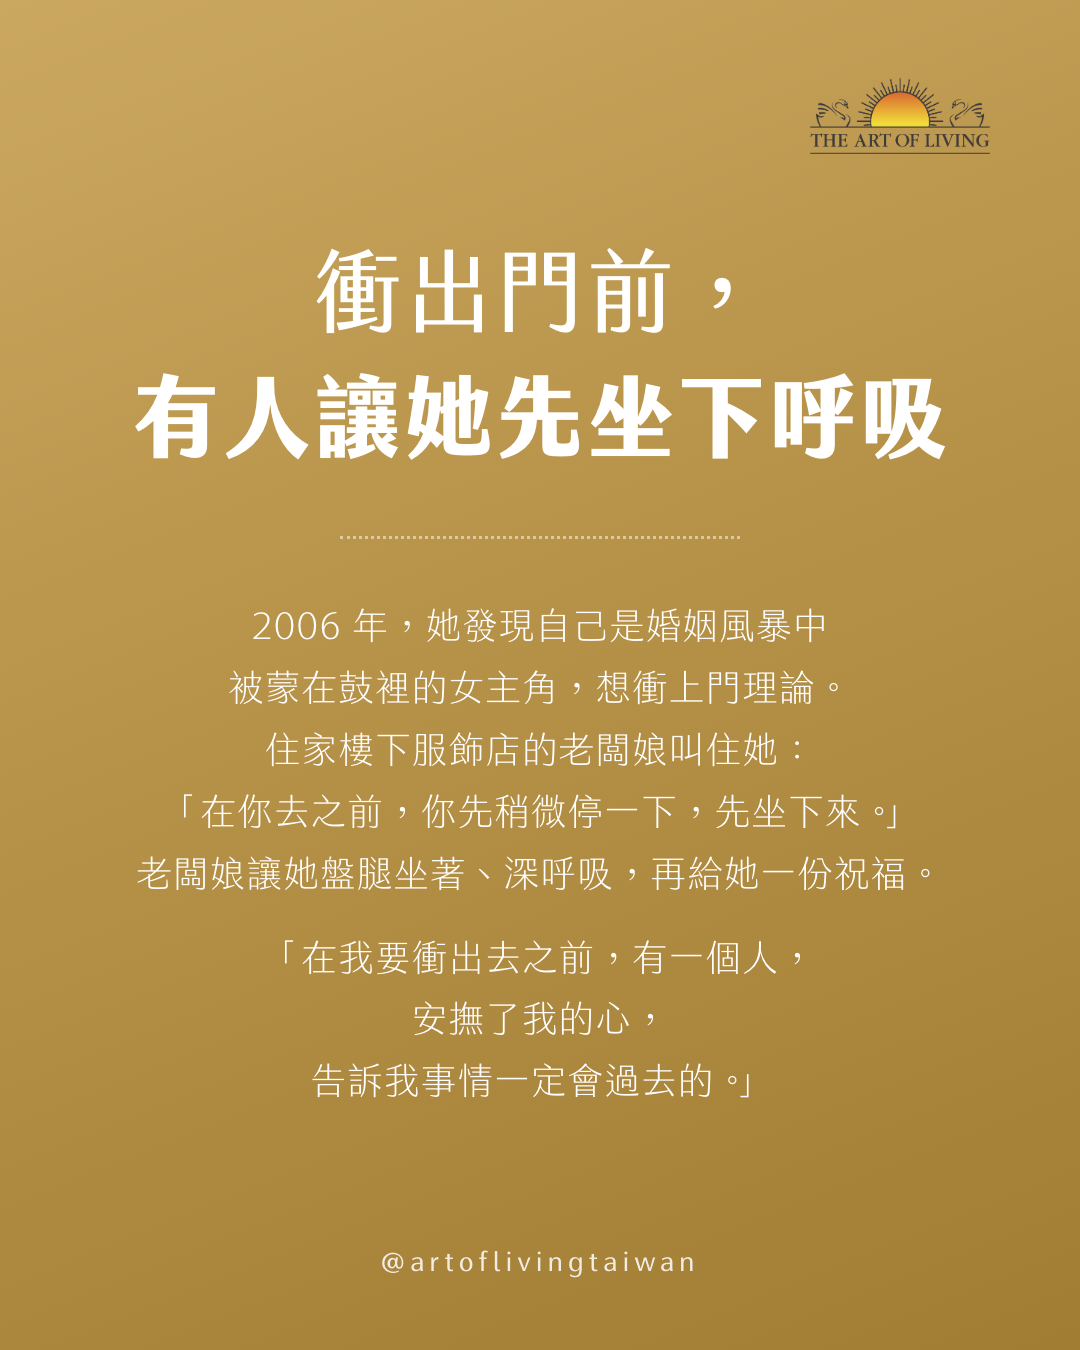 THE ART OF LIVING
衝出門前，
有人讓她先坐下呼吸
2006 年，她發現自己是婚姻風暴中
被蒙在鼓裡的女主角，想衝上門理論。
住家樓下服飾店的老闆娘叫住她：
「在你去之前，你先稍微停一下，先坐下來。」
老闆娘讓她盤腿坐著、深呼吸，再給她一份祝福。
「在我要衝出去之前，有一個人，
安撫了我的心，
告訴我事情一定會過去的。」
@artoflivingtaiwan